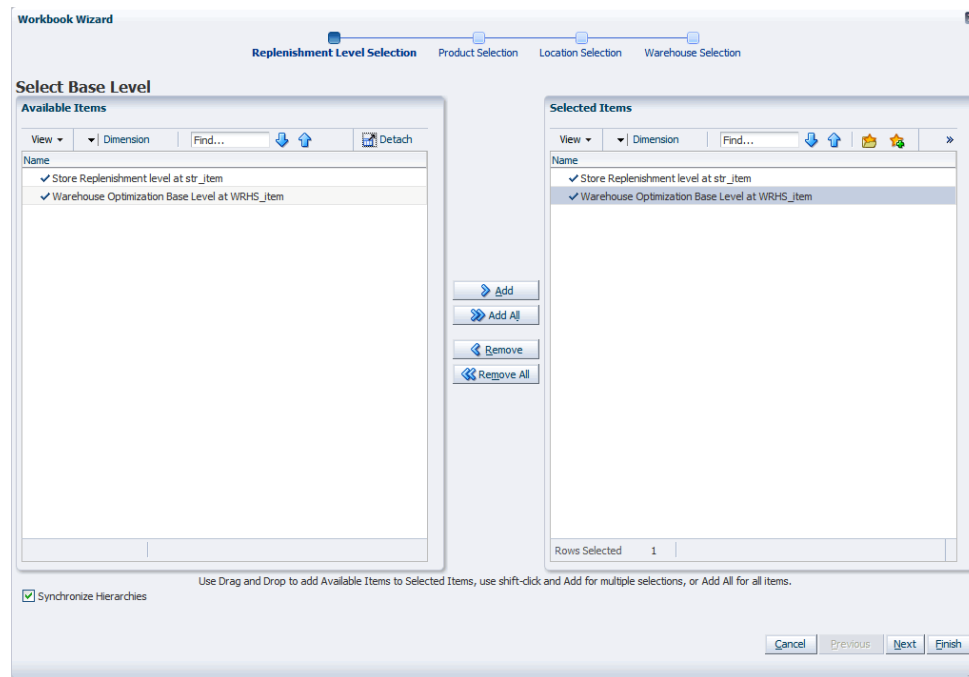 Workbook Wizard
Replenishment Level Selection Product Selection Location Selection Warehouse Selection
Select Base Level
Available Items
View Dimension Find... Detach
Name
Store Replenishment level at str_item
Warehouse Optimization Base Level at WRHS_item
Add
Add All
Remove
Remove All
Selected Items
View Dimension Find... »
Name
Store Replenishment level at str_item
Warehouse Optimization Base Level at WRHS_item
Rows Selected 1
Use Drag and Drop to add Available Items to Selected Items, use shift-click and Add for multiple selections, or Add All for all items.
Synchronize Hierarchies
Cancel Previous Next Finish